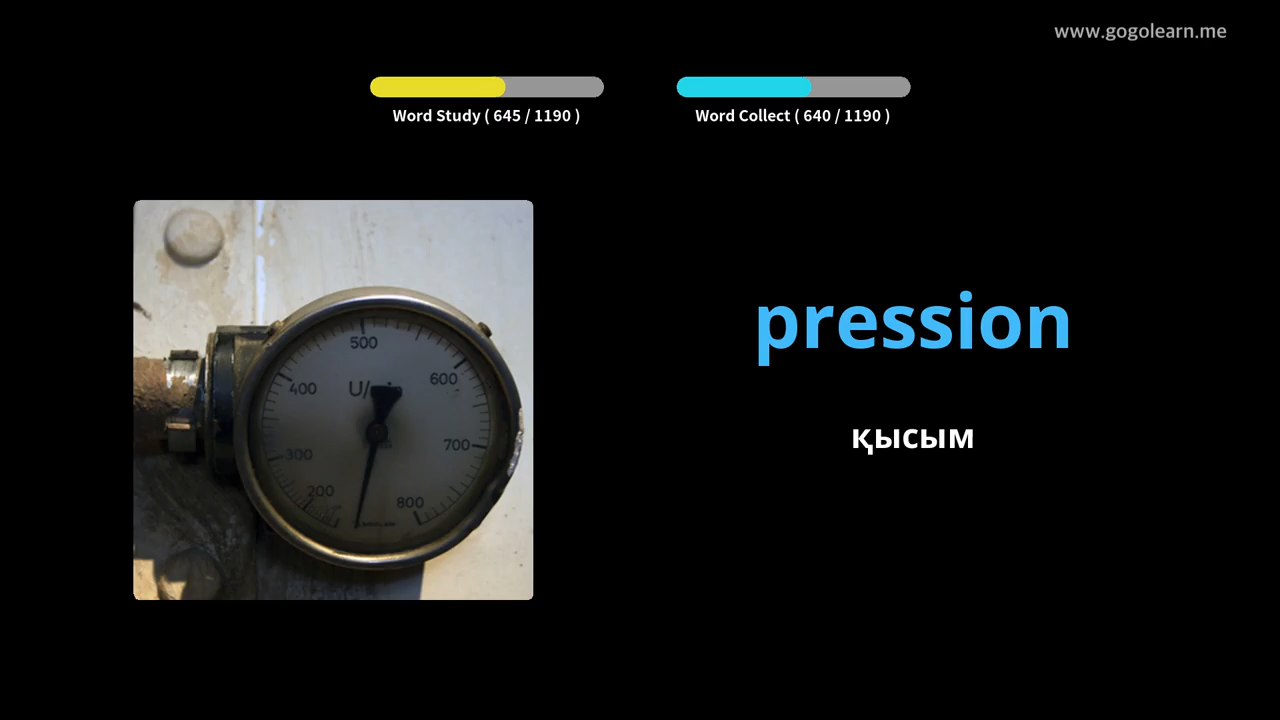 www.gogolearn.me
Word Study ( 645 / 1190 )
Word Collect ( 640 / 1190 )
500
400
600
U/
300
700
200
800
pression
қысым